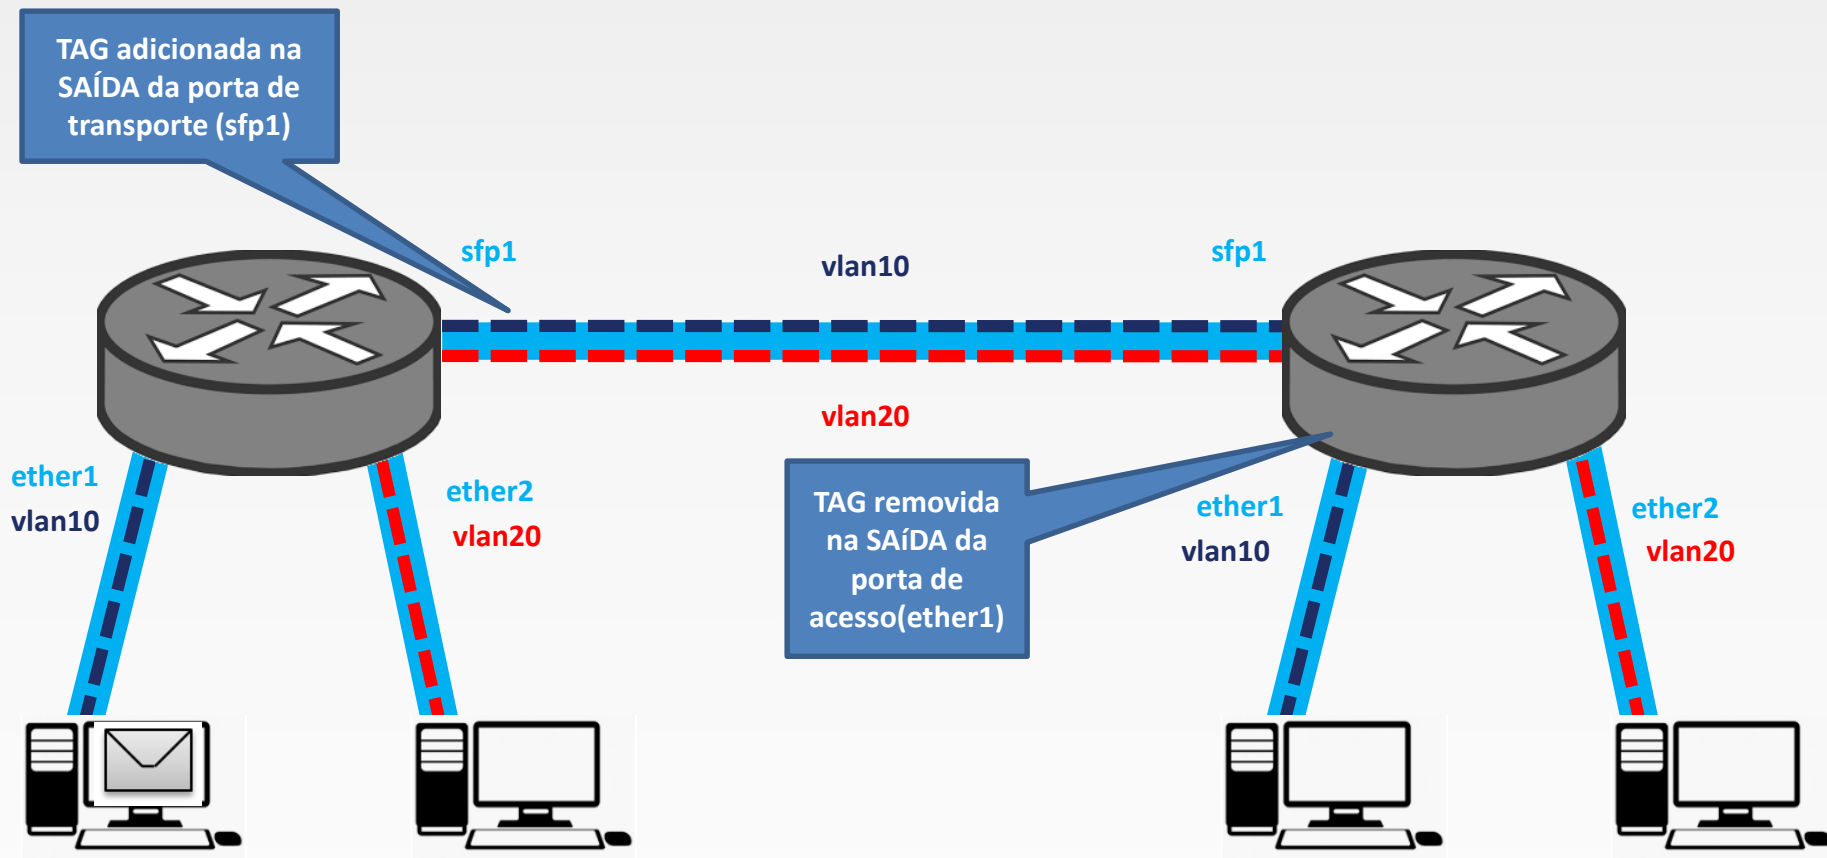 TAG adicionada na
SAÍDA da porta de
transporte (sfp1)
sfp1
vlan10
sfp1
vlan20
ether1
vlan10
ether2
vlan20
TAG removida
na SAíDA da
porta de
acesso(ether1)
ether1
vlan10
ether2
vlan20